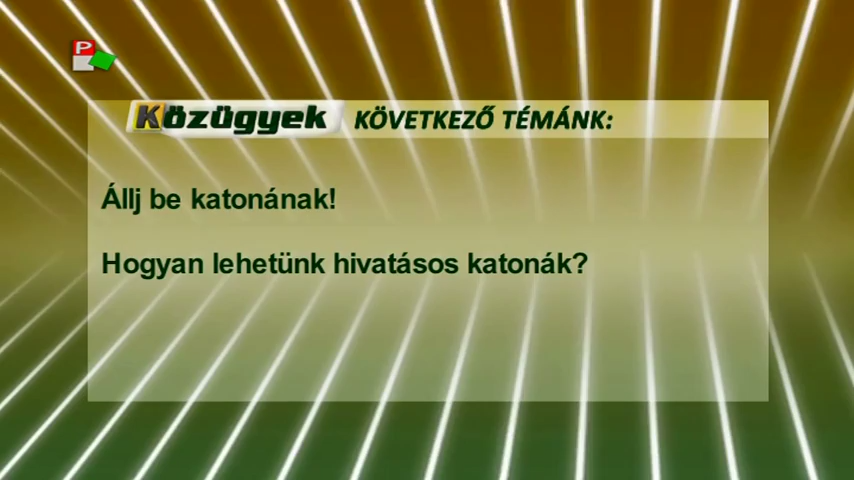 P
Közügyek KÖVETKEZŐ TÉMÁNK:
Állj be katonának!
Hogyan lehetünk hivatásos katonák?